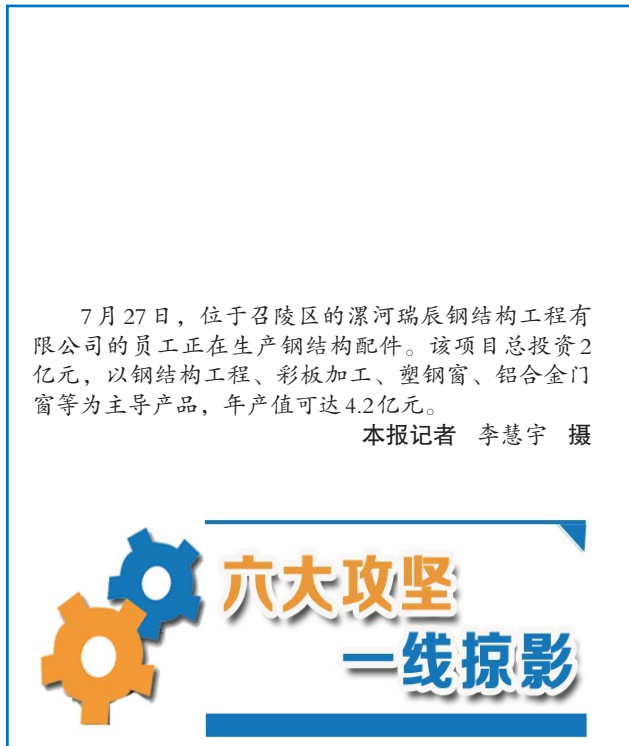 7月27日，位于召陵区的漯河瑞辰钢结构工程有
限公司的员工正在生产钢结构配件。该项目总投资2
亿元，以钢结构工程、彩板加工、塑钢窗、铝合金门
窗等为主导产品，年产值可达4.2亿元。
本报记者 李慧宇 摄
六大攻坚
一线掠影